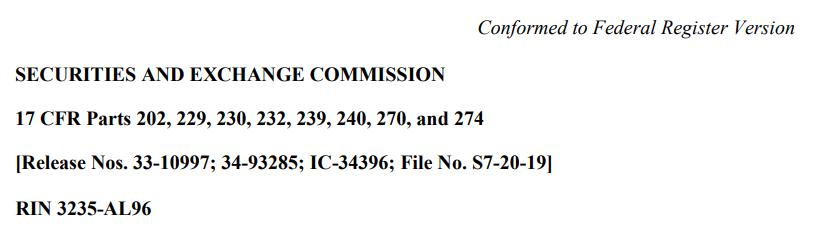 Conformed to Federal Register Version
SECURITIES AND EXCHANGE COMMISSION
17 CFR Parts 202, 229, 230, 232, 239, 240, 270, and 274
[Release Nos. 33-10997; 34-93285; IC-34396; File No. S7-20-19]
RIN 3235-AL96